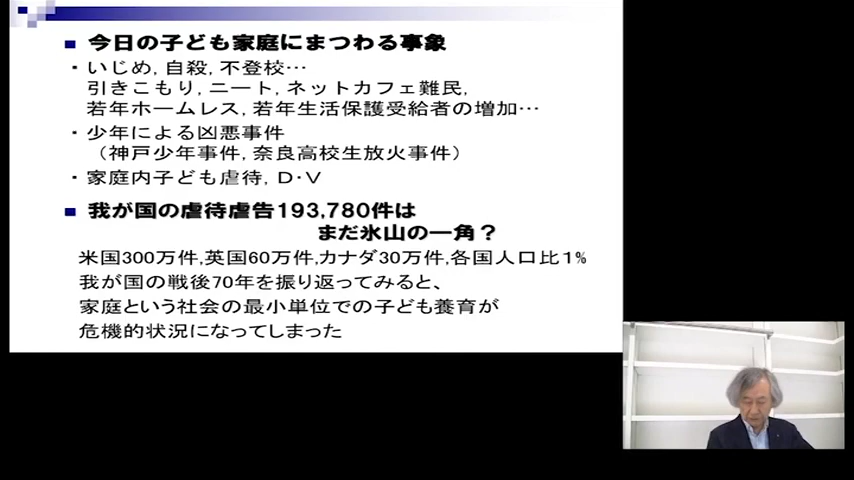 ■ 今日の子ども家庭にまつわる事象
・いじめ, 自殺, 不登校…
引きこもり, ニート, ネットカフェ難民,
若年ホームレス, 若年生活保護受給者の増加…
・少年による凶悪事件
（神戸少年事件, 奈良高校生放火事件）
・家庭内子ども虐待, D・V
■ 我が国の虐待虐告193,780件は
まだ氷山の一角？
米国300万件,英国60万件,カナダ30万件,各国人口比１%
我が国の戦後70年を振り返ってみると、
家庭という社会の最小単位での子ども養育が
危機的状況になってしまった